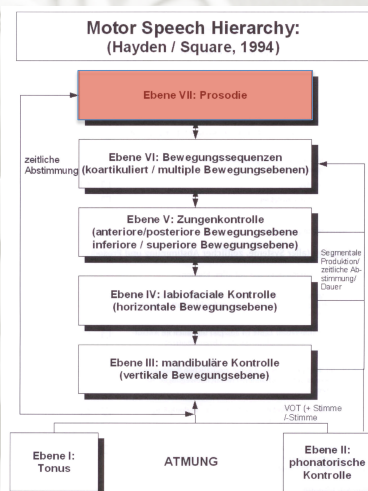 Motor Speech Hierarchy:
(Hayden / Square, 1994)
Ebene VII: Prosodie
zeitliche
Abstimmung
Ebene VI: Bewegungssequenzen
(koartikuliert / multiple Bewegungsebenen)
Ebene V: Zungenkontrolle
(anteriore/posteriore Bewegungsebene
inferiore / superiore Bewegungsebene)
Segmentale
Produktion/
zeitliche Ab-
stimmung/
Dauer
Ebene IV: labiofaciale Kontrolle
(horizontale Bewegungsebene)
Ebene III: mandibuläre Kontrolle
(vertikale Bewegungsebene)
VOT (+ Stimme
/-Stimme
Ebene I:
Tonus
ATMUNG
Ebene II:
phonatorische
Kontrolle